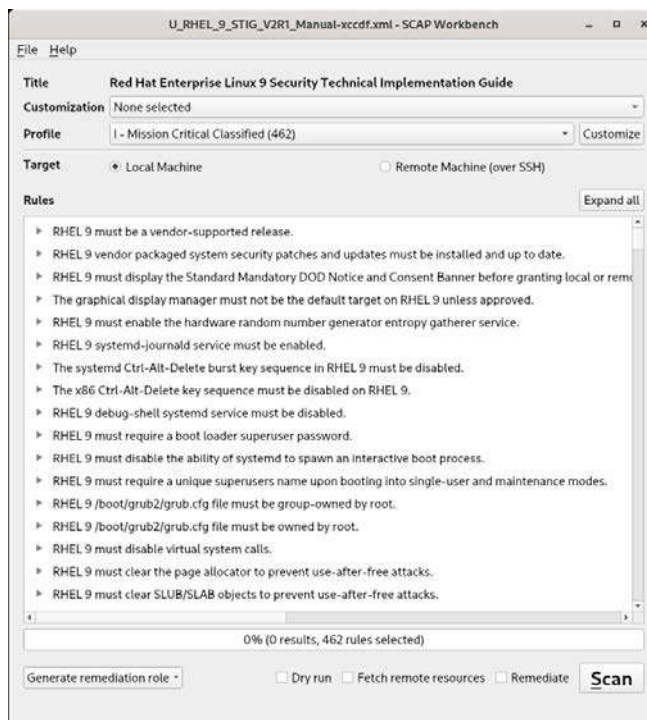 U_RHEL_9_STIG_V2R1_Manual-xccdf.xml - SCAP Workbench
File Help
Title Red Hat Enterprise Linux 9 Security Technical Implementation Guide
Customization None selected
Profile I - Mission Critical Classified (462) Customize
Target Local Machine Remote Machine (over SSH)
Rules Expand all
RHEL 9 must be a vendor-supported release.
RHEL 9 vendor packaged system security patches and updates must be installed and up to date.
RHEL 9 must display the Standard Mandatory DOD Notice and Consent Banner before granting local or remo
The graphical display manager must not be the default target on RHEL 9 unless approved.
RHEL 9 must enable the hardware random number generator entropy gatherer service.
RHEL 9 systemd-journald service must be enabled.
The systemd Ctrl-Alt-Delete burst key sequence in RHEL 9 must be disabled.
The x86 Ctrl-Alt-Delete key sequence must be disabled on RHEL 9.
RHEL 9 debug-shell systemd service must be disabled.
RHEL 9 must require a boot loader superuser password.
RHEL 9 must disable the ability of systemd to spawn an interactive boot process.
RHEL 9 must require a unique superusers name upon booting into single-user and maintenance modes.
RHEL 9 /boot/grub2/grub.cfg file must be group-owned by root.
RHEL 9 /boot/grub2/grub.cfg file must be owned by root.
RHEL 9 must disable virtual system calls.
RHEL 9 must clear the page allocator to prevent use-after-free attacks.
RHEL 9 must clear SLUB/SLAB objects to prevent use-after-free attacks.
0% (0 results, 462 rules selected)
Generate remediation role Dry run Fetch remote resources Remediate Scan